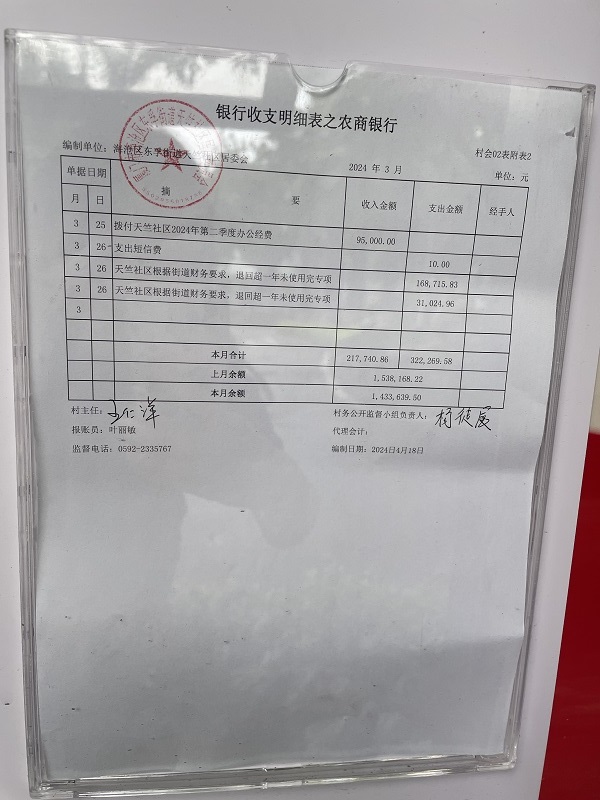 银行收支明细表之农商银行
村会02表附表2
编制单位：海沧区东孚街道天 社区居委会 2024 年 3 月 单位：元
单据日期 摘 要 收入金额 支出金额 经手人
月 日
3 25 拨付天竺社区2024年第二季度办公经费 95,000.00
3 26 支出短信费 10.00
3 26 天竺社区根据街道财务要求，退回超一年未使用完专项 168,715.83
3 26 天竺社区根据街道财务要求，退回超一年未使用完专项 31,024.96
3
本月合计 217,740.86 322,269.58
上月余额 1,538,168.22
本月余额 1,433,639.50
村主任： 王仁洋 村务公开监督小组负责人：
报账员：叶丽敏 代理会计：
监督电话：0592-2335767 编制日期：2024年4月18日